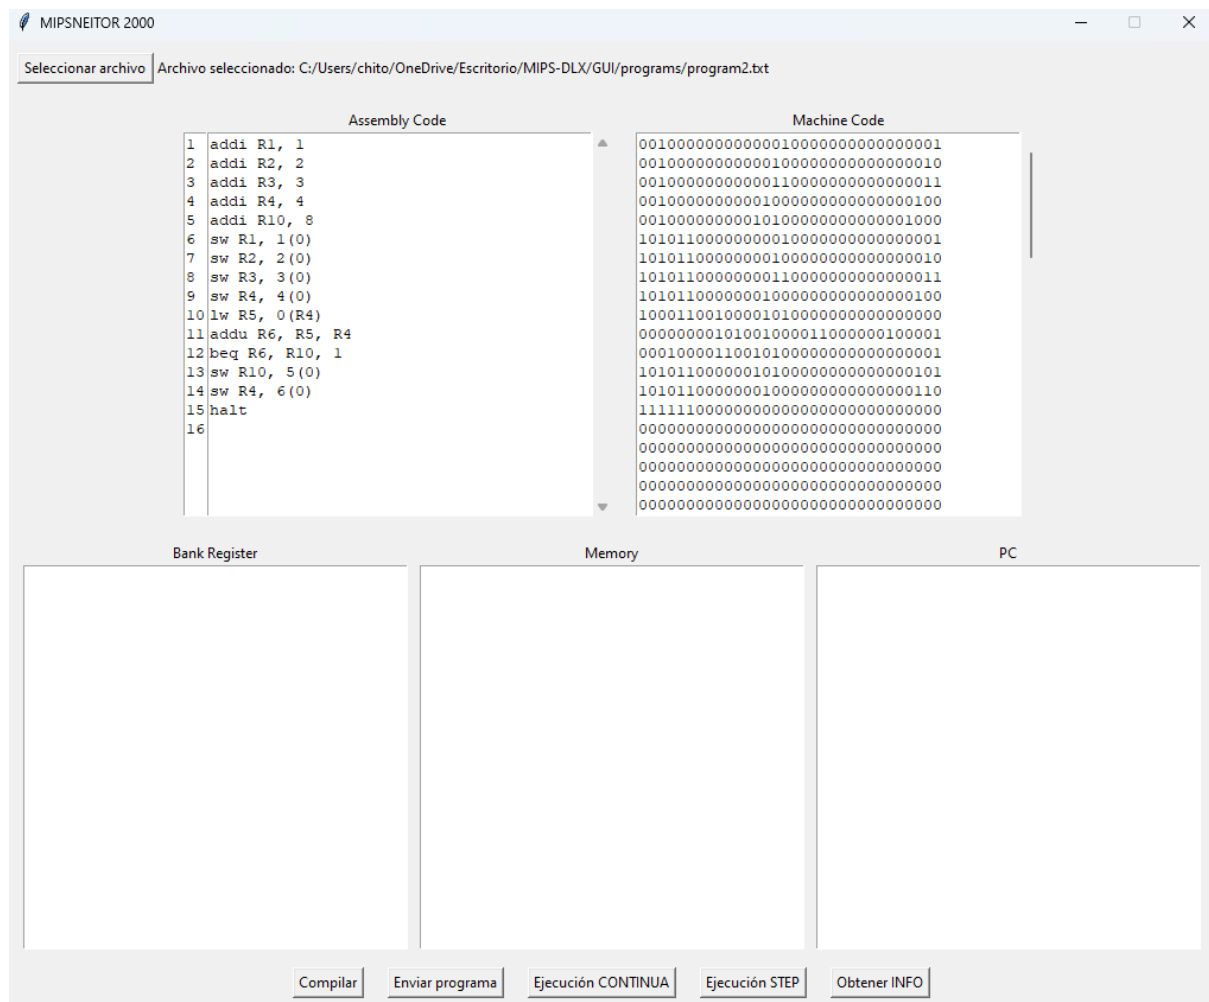 MIPSNEITOR 2000
Seleccionar archivo Archivo seleccionado: C:/Users/chito/OneDrive/Escritorio/MIPS-DLX/GUI/programs/program2.txt
Assembly Code
1 addi R1, 1
2 addi R2, 2
3 addi R3, 3
4 addi R4, 4
5 addi R10, 8
6 sw R1, 1(0)
7 sw R2, 2(0)
8 sw R3, 3(0)
9 sw R4, 4(0)
10 lw R5, 0(R4)
11 addu R6, R5, R4
12 beq R6, R10, 1
13 sw R10, 5(0)
14 sw R4, 6(0)
15 halt
16
Machine Code
00100000000000010000000000000001
00100000000000100000000000000010
00100000000000110000000000000011
00100000000001000000000000000100
00100000000010100000000000001000
10101100000000010000000000000001
10101100000000100000000000000010
10101100000000110000000000000011
10101100000001000000000000000100
10001100100001010000000000000000
00000000101001000011000000100001
00010000110010100000000000000001
10101100000010100000000000000101
10101100000001000000000000000110
11111100000000000000000000000000
00000000000000000000000000000000
00000000000000000000000000000000
00000000000000000000000000000000
00000000000000000000000000000000
00000000000000000000000000000000
Bank Register
Memory
PC
Compilar Enviar programa Ejecución CONTINUA Ejecución STEP Obtener INFO